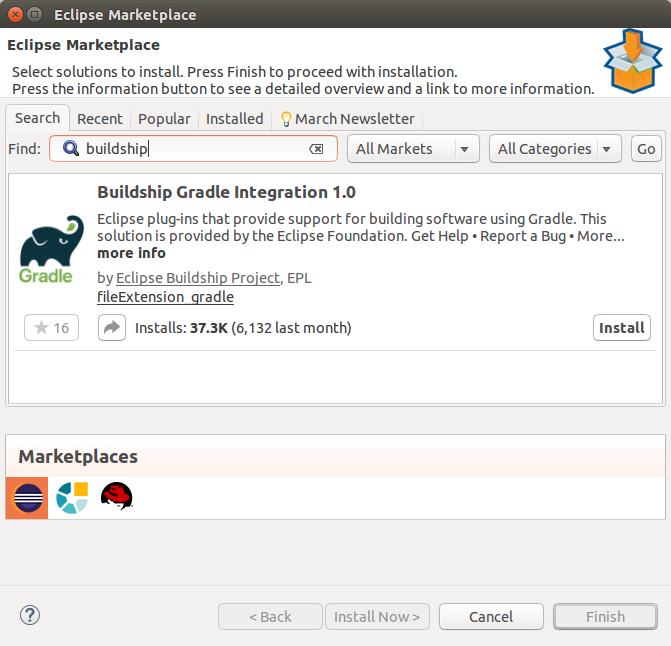 Eclipse Marketplace
Eclipse Marketplace
Select solutions to install. Press Finish to proceed with installation.
Press the information button to see a detailed overview and a link to more information.
Search Recent Popular Installed March Newsletter
Find: buildship All Markets All Categories Go
Buildship Gradle Integration 1.0
Eclipse plug-ins that provide support for building software using Gradle. This
solution is provided by the Eclipse Foundation. Get Help • Report a Bug • More...
more info
Gradle
by Eclipse Buildship Project, EPL
fileExtension_gradle
16 Installs: 37.3K (6,132 last month) Install
Marketplaces
? < Back Install Now > Cancel Finish